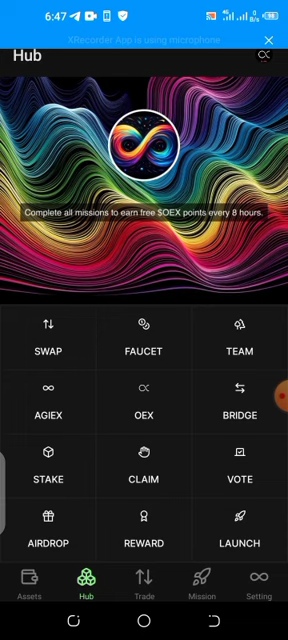 6:47
XRecorder App is using microphone
Hub
Complete all missions to earn free $OEX points every 8 hours.
SWAP
FAUCET
TEAM
AGIEX
OEX
BRIDGE
STAKE
CLAIM
VOTE
AIRDROP
REWARD
LAUNCH
Assets
Hub
Trade
Mission
Setting